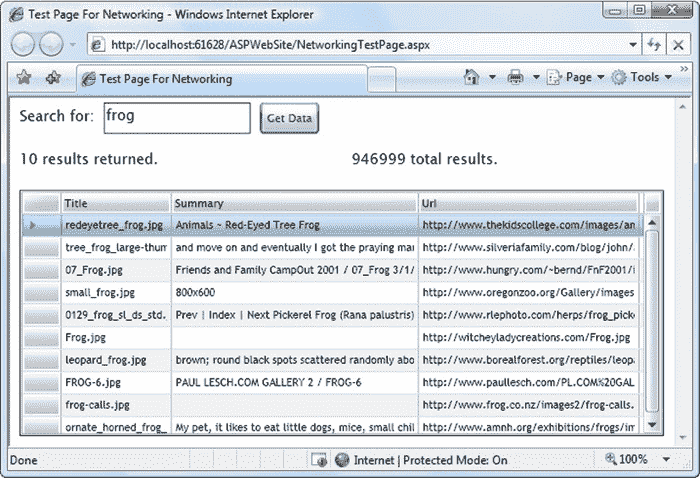 Test Page For Networking - Windows Internet Explorer
http://localhost:61628/ASPWebSite/NetworkingTestPage.aspx
Test Page For Networking
Page
Tools
Search for: frog Get Data
10 results returned. 946999 total results.
Title Summary Url
redeyetree_frog.jpg Animals ~ Red-Eyed Tree Frog http://www.thekidscollege.com/images/an
tree_frog_large-thum and move on and eventually I got the praying mar http://www.silveriafamily.com/blog/john/
07_Frog.jpg Friends and Family CampOut 2001 / 07_Frog 3/1/ http://www.hungry.com/~bernd/FnF2001/i
small_frog.jpg 800x600 http://www.oregonzoo.org/Gallery/images
0129_frog_sl_ds_std. Prev | Index | Next Pickerel Frog (Rana palustris) http://www.rlephoto.com/herps/frog_pick
Frog.jpg http://witcheyladycreations.com/Frog.jpg
leopard_frog.jpg brown; round black spots scattered randomly abo http://www.borealforest.org/reptiles/leop
FROG-6.jpg PAUL LESCH.COM GALLERY 2 / FROG-6 http://www.paullesch.com/PL.COM%20GAL
frog-calls.jpg http://www.frog.co.nz/images2/frog-calls.
ornate_horned_frog_ My pet, it likes to eat little dogs, mice, small chil http://www.amnh.org/exhibitions/frogs/im
Done Internet | Protected Mode: On 100%